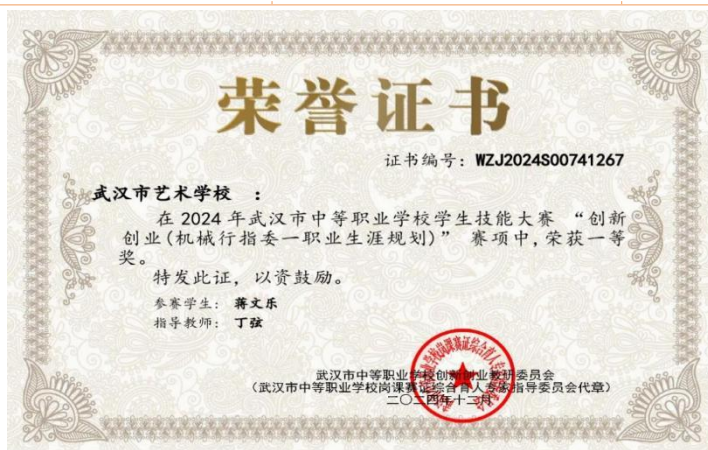 荣誉证书
证书编号：WZJ2024S00741267
武汉市艺术学校 ：
在 2024 年武汉市中等职业学校学生技能大赛 “创新
创业(机械行指委一职业生涯规划)” 赛项中,荣获一等
奖。
特发此证，以资鼓励。
参赛学生： 蒋文乐
指导教师： 丁弦
武汉市中等职业学校创新创业教研委员会
(武汉市中等职业学校岗课赛证综合育人专家指导委员会代章)
二〇二四年十二月